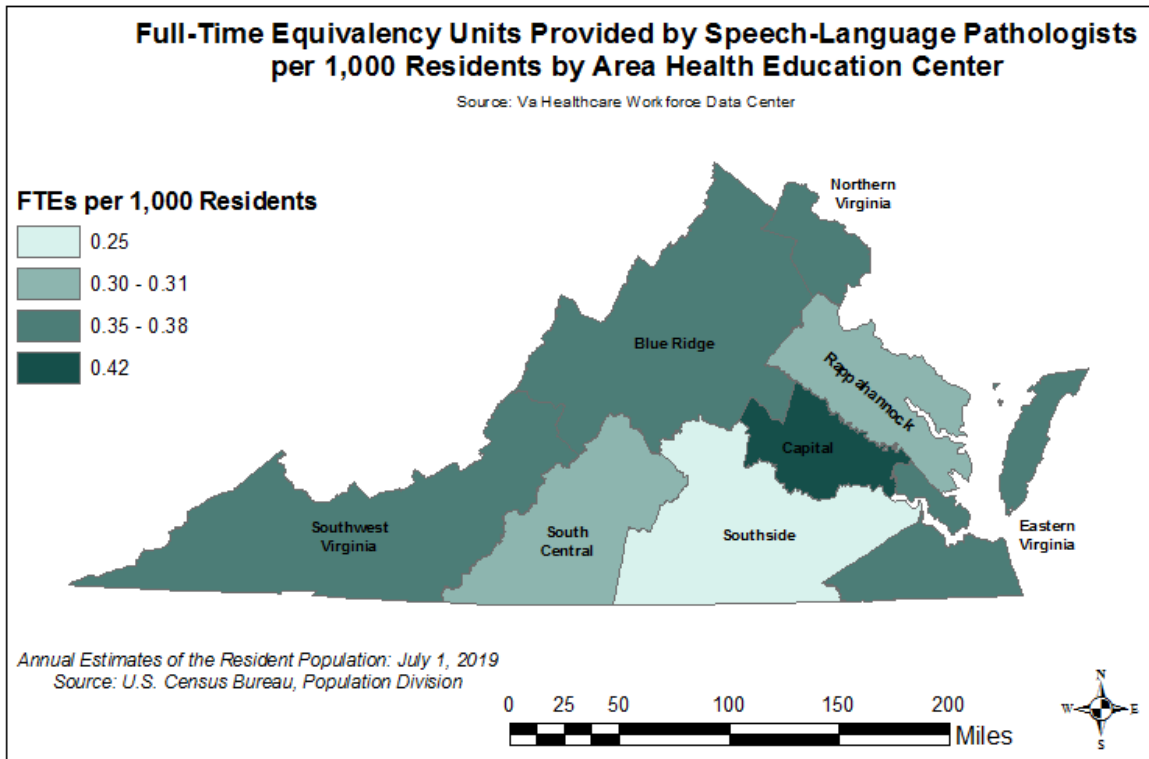 Full-Time Equivalency Units Provided by Speech-Language Pathologists
per 1,000 Residents by Area Health Education Center
Source: Va Healthcare Workforce Data Center
FTEs per 1,000 Residents
0.25
0.30 - 0.31
0.35 - 0.38
0.42
Northern
Virginia
Blue Ridge
Rappahannock
Capital
Southwest
Virginia
South
Central
Southside
Eastern
Virginia
Annual Estimates of the Resident Population: July 1, 2019
Source: U.S. Census Bureau, Population Division
0 25 50 100 150 200
Miles
N
W E
S